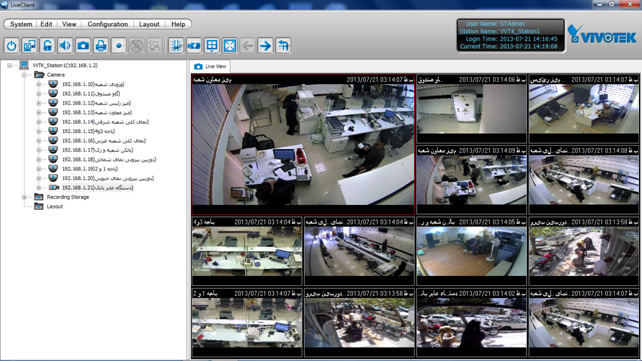 LiveClient
System Edit View Configuration Layout Help
User Name: STAdmin
Station Name: VVTK_Station1
Login Time: 2013-07-21 14:16:45
Current Time: 2013-07-21 14:19:08
VIVOTEK
VVTK_Station1(192.168.1.2)
Camera
192.168.1.10(ورودی شعبه)
192.168.1.11(گاو صندوق)
192.168.1.12(میز رئیس شعبه)
192.168.1.13(میز معاون شعبه)
192.168.1.14(نمای کلی شعبه شرقی)
192.168.1.15(باجه 3و4)
192.168.1.16(نمای کلی شعبه غربی)
192.168.1.17(بالکن شعبه و رک)
192.168.1.18(دوربین بیرونی نمای شمالی)
192.168.1.19(باجه 1 و 2)
192.168.1.20(دوربین بیرونی نمای جنوبی)
192.168.1.21(دستگاه عابر بانک)
Recording Storage
Layout
Live View
میز معاون شعبه 2013/07/21 03:14:07 ب ظ
گاو صندوق 2013/07/21 03:14:06 ب ظ
میز رئیس... 2013/07/21 03:14:07 ب ظ
میز معاون شعبه 2013/07/21 03:14:07 ب ظ
نمای کلی شعبه... 2013/07/21 03:14:08 ب ظ
باجه 3و4 2013/07/21 03:14:04 ب ظ
نمای کلی شعبه... 2013/07/21 03:14:04 ب ظ
بالکن شعبه و ر... 2013/07/21 03:14:05 ب ظ
دوربین بیرو... 2013/07/21 03:13:58 ب ظ
باجه 1 و 2 2013/07/21 03:14:07 ب ظ
دوربین بیرو... 2013/07/21 03:13:58 ب ظ
دستگاه عابر بانک 2013/07/21 03:14:02 ب ظ
نمای کلی شعبه... 2013/07/21 03:14:07 ب ظ